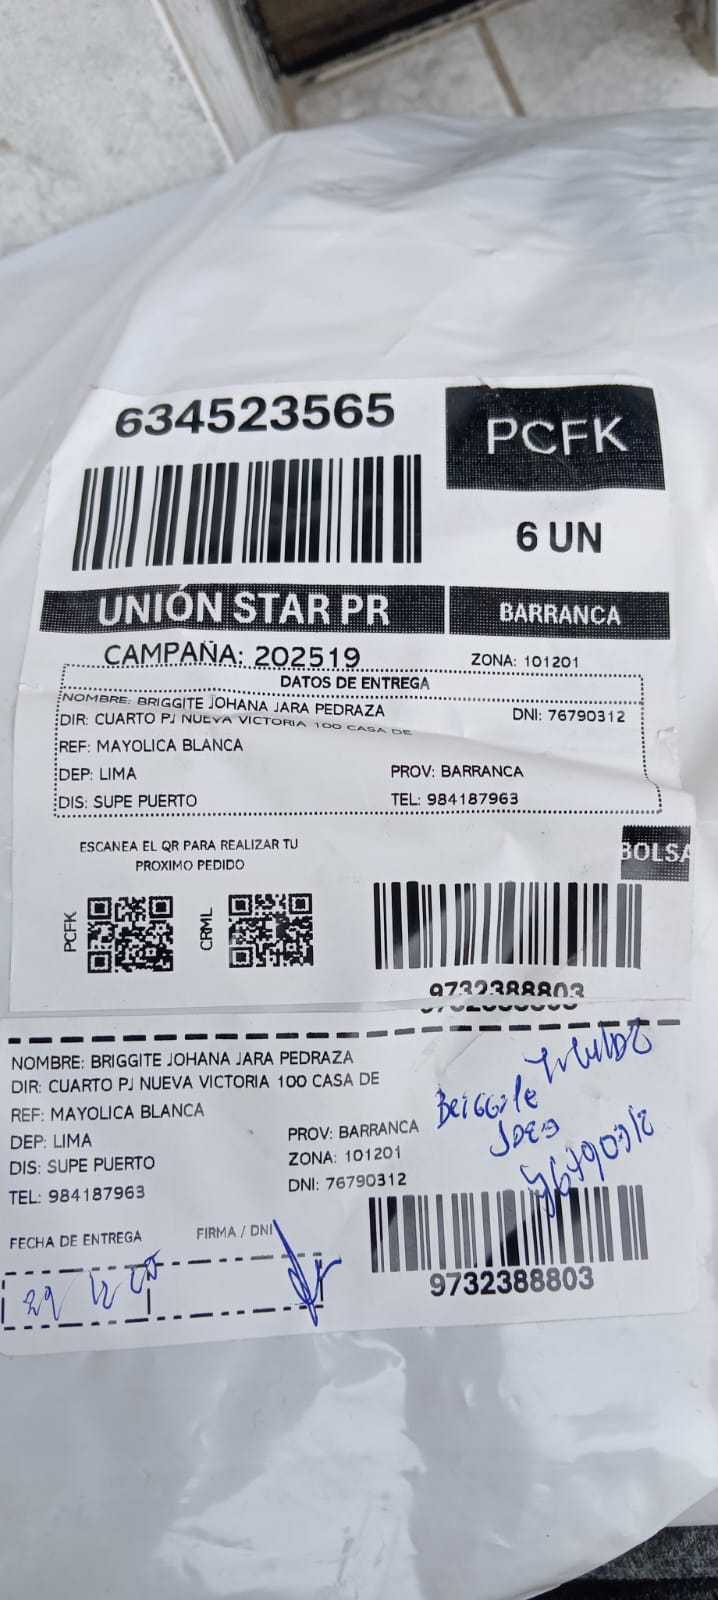 634523565
PCFK
6 UN
UNIÓN STAR PR
BARRANCA
CAMPAÑA: 202519
ZONA: 101201
DATOS DE ENTREGA
NOMBRE: BRIGGITE JOHANA JARA PEDRAZA
DNI: 76790312
DIR: CUARTO PJ NUEVA VICTORIA 100 CASA DE
REF: MAYOLICA BLANCA
DEP: LIMA
PROV: BARRANCA
DIS: SUPE PUERTO
TEL: 984187963
ESCANEA EL QR PARA REALIZAR TU
PROXIMO PEDIDO
BOLSA
PCFK
CRML
9732388803
NOMBRE: BRIGGITE JOHANA JARA PEDRAZA
DIR: CUARTO PJ NUEVA VICTORIA 100 CASA DE
REF: MAYOLICA BLANCA
DEP: LIMA
PROV: BARRANCA
DIS: SUPE PUERTO
ZONA: 101201
TEL: 984187963
DNI: 76790312
FECHA DE ENTREGA
FIRMA / DNI
29 12
9732388803